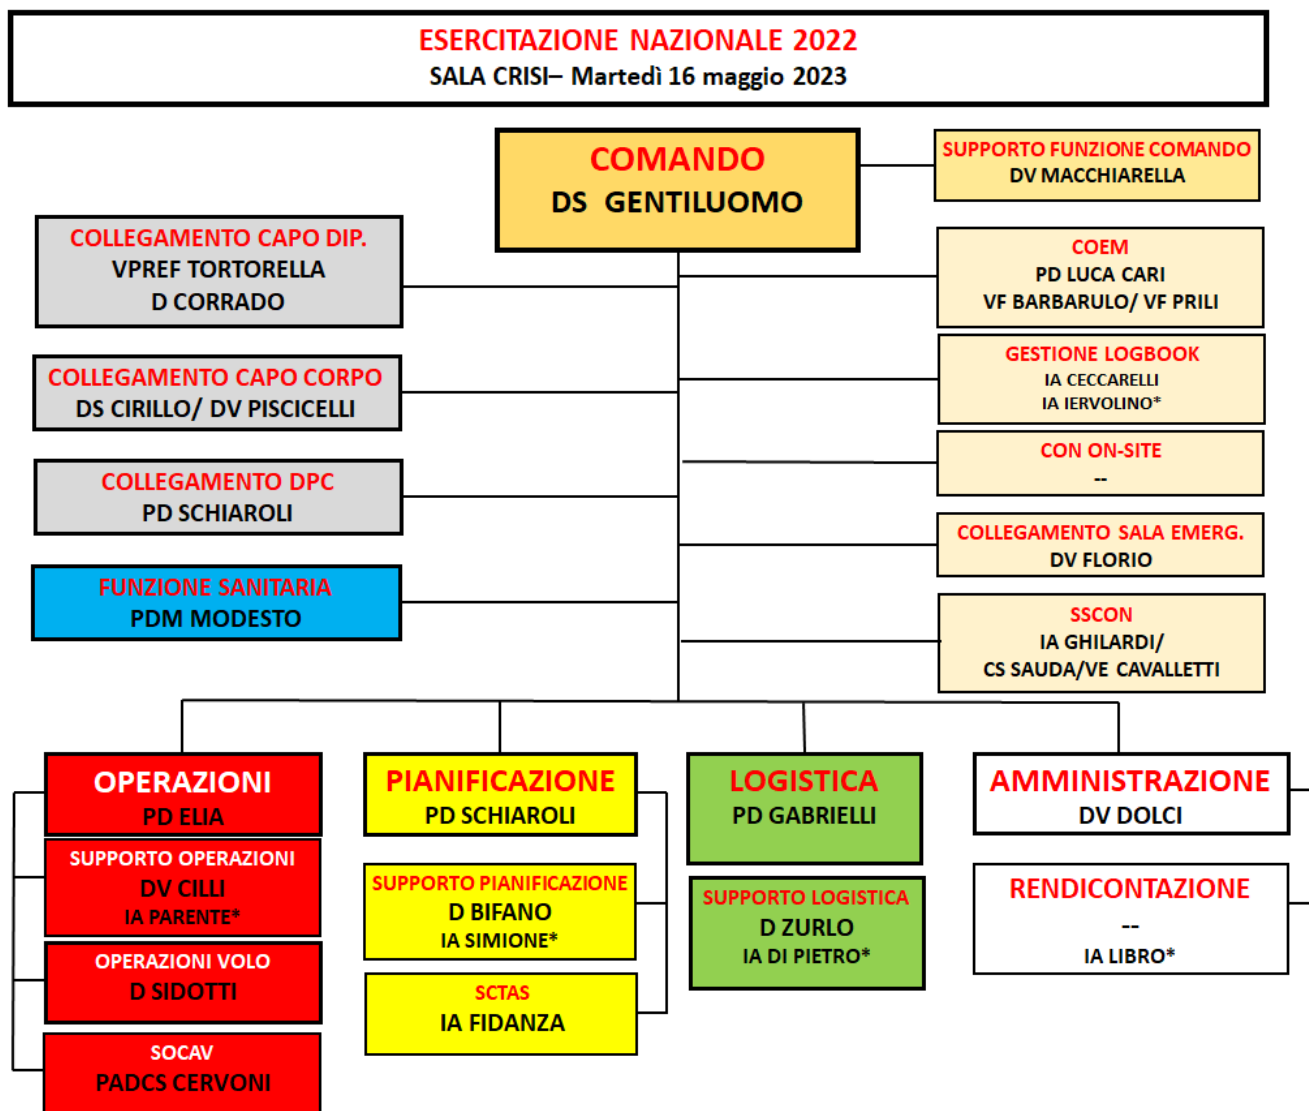 ESERCITAZIONE NAZIONALE 2022
SALA CRISI– Martedì 16 maggio 2023
COMANDO
DS GENTILUOMO
SUPPORTO FUNZIONE COMANDO
DV MACCHIARELLA
COLLEGAMENTO CAPO DIP.
VPREF TORTORELLA
D CORRADO
COLLEGAMENTO CAPO CORPO
DS CIRILLO/ DV PISCICELLI
COLLEGAMENTO DPC
PD SCHIAROLI
FUNZIONE SANITARIA
PDM MODESTO
COEM
PD LUCA CARI
VF BARBARULO/ VF PRILI
GESTIONE LOGBOOK
IA CECCARELLI
IA IERVOLINO*
CON ON-SITE
--
COLLEGAMENTO SALA EMERG.
DV FLORIO
SSCON
IA GHILARDI/
CS SAUDA/VE CAVALLETTI
OPERAZIONI
PD ELIA
SUPPORTO OPERAZIONI
DV CILLI
IA PARENTE*
OPERAZIONI VOLO
D SIDOTTI
SOCAV
PADCS CERVONI
PIANIFICAZIONE
PD SCHIAROLI
SUPPORTO PIANIFICAZIONE
D BIFANO
IA SIMIONE*
SCTAS
IA FIDANZA
LOGISTICA
PD GABRIELLI
SUPPORTO LOGISTICA
D ZURLO
IA DI PIETRO*
AMMINISTRAZIONE
DV DOLCI
RENDICONTAZIONE
--
IA LIBRO*